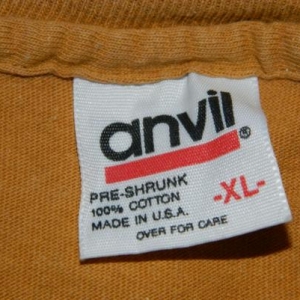 anvil®
PRE-SHRUNK
100% COTTON
MADE IN U.S.A.
-XL-
OVER FOR CARE